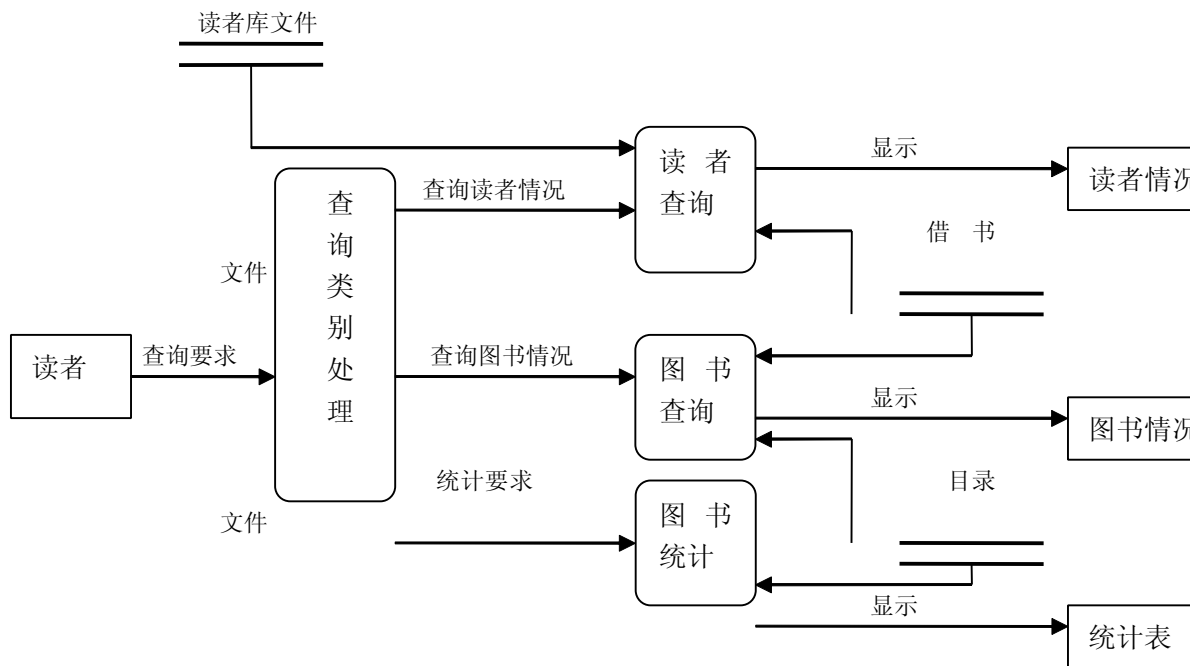 读者库文件
读 者
查询
显示
读者情况
查询读者情况
查
询
类
别
处
理
借 书
文件
读者
查询要求
查询图书情况
图 书
查询
显示
图书情况
统计要求
目录
文件
图 书
统计
显示
统计表